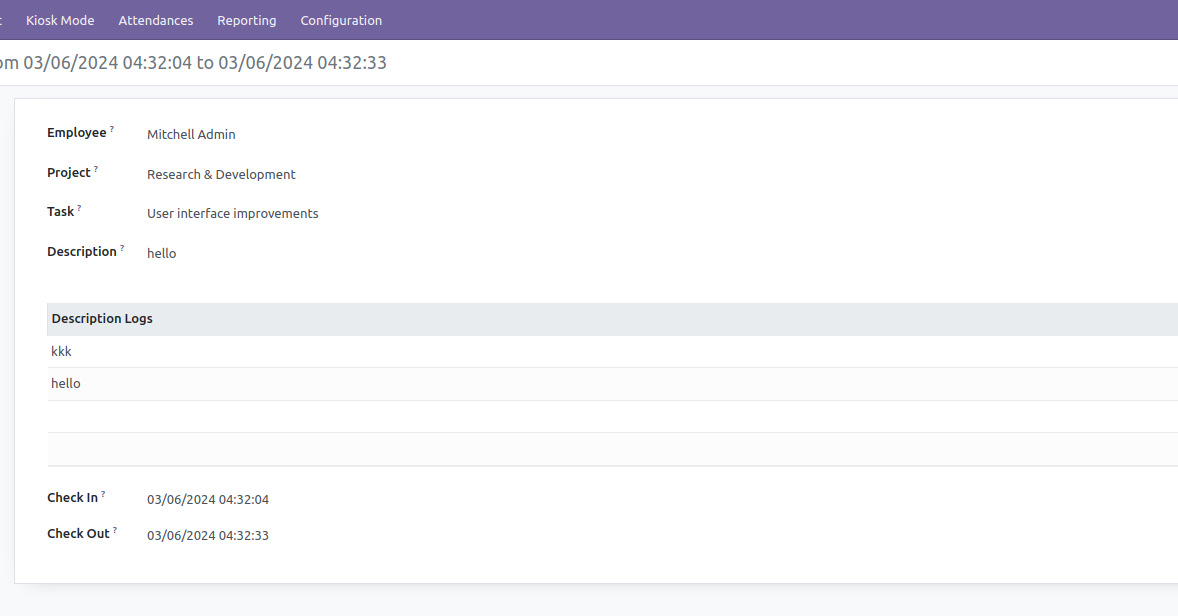 Kiosk Mode Attendances Reporting Configuration
03/06/2024 04:32:04 to 03/06/2024 04:32:33
Employee ? Mitchell Admin
Project ? Research & Development
Task ? User interface improvements
Description ? hello
Description Logs
kkk
hello
Check In ? 03/06/2024 04:32:04
Check Out ? 03/06/2024 04:32:33